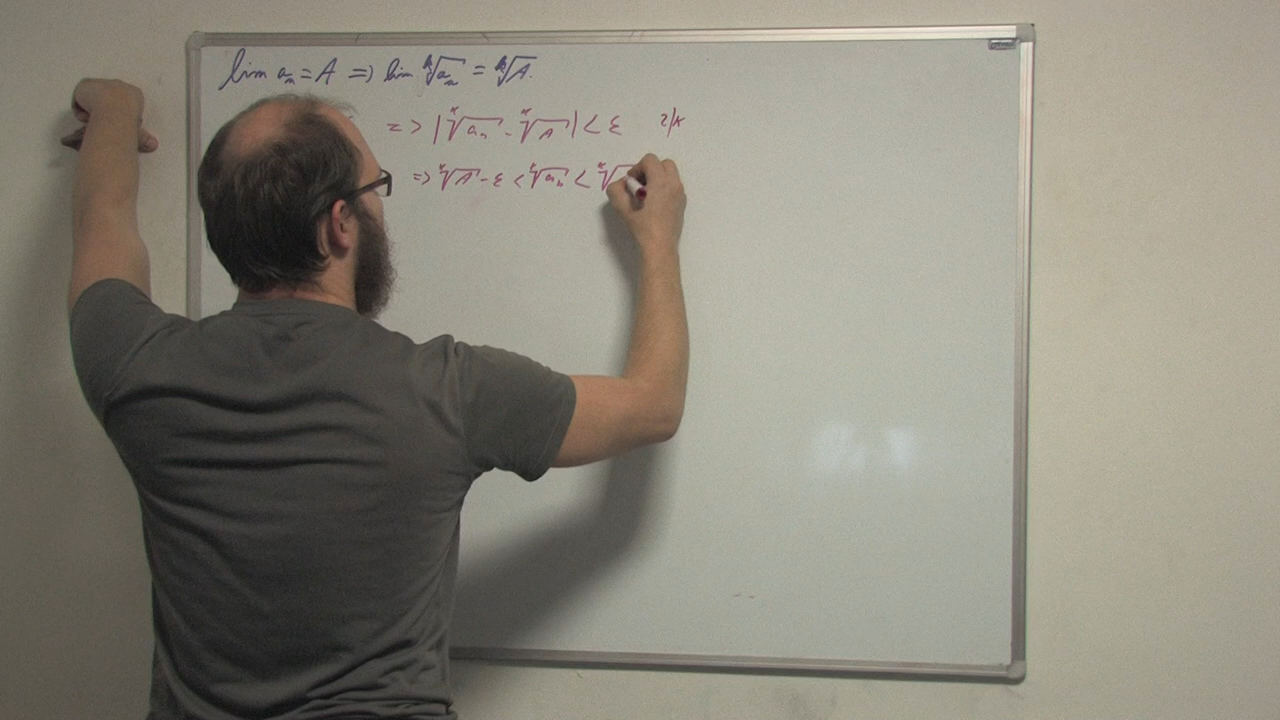 lim aₙ = A => lim ᵏ√aₙ = ᵏ√A.
=> |ᵏ√aₙ - ᵏ√A| < ε 2|k
=> ᵏ√A - ε < ᵏ√aₙ < ᵏ√